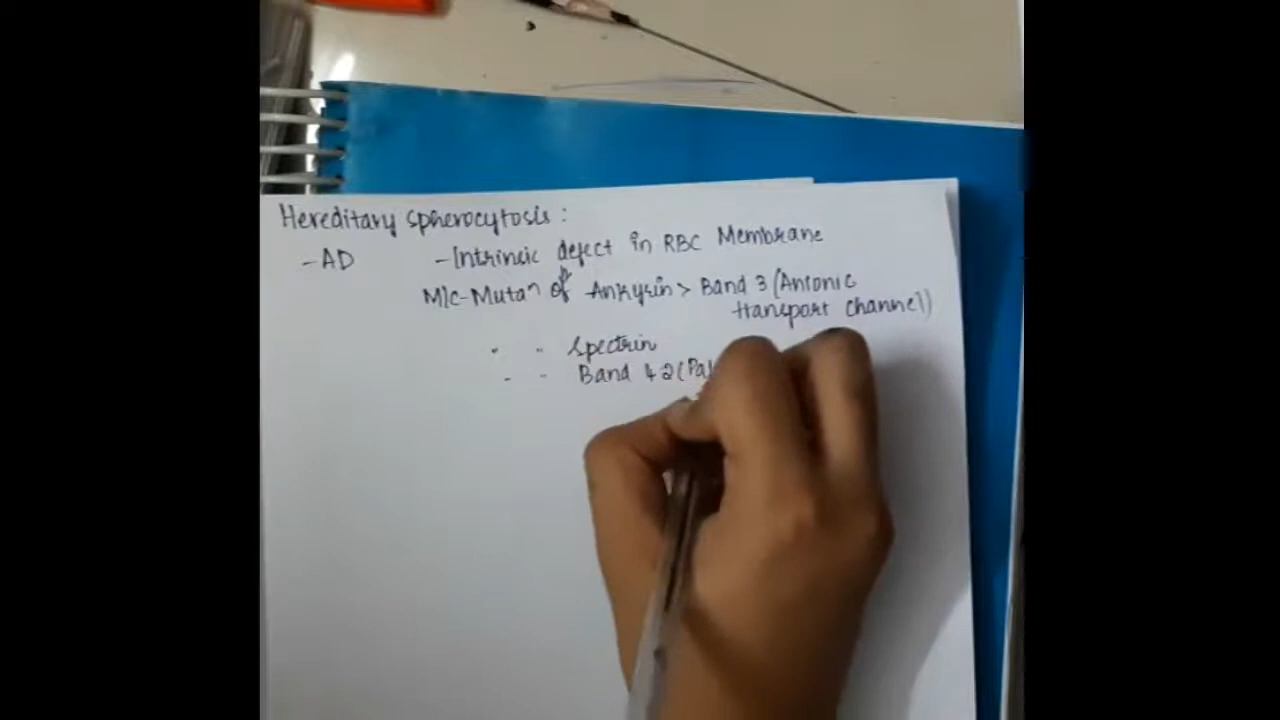 Hereditary spherocytosis :
- AD - Intrinsic defect in RBC Membrane
M/c - Mutaⁿ of Ankyrin > Band 3 (Anionic
transport channel)
" " Spectrin
" " Band 4.2 (Pal